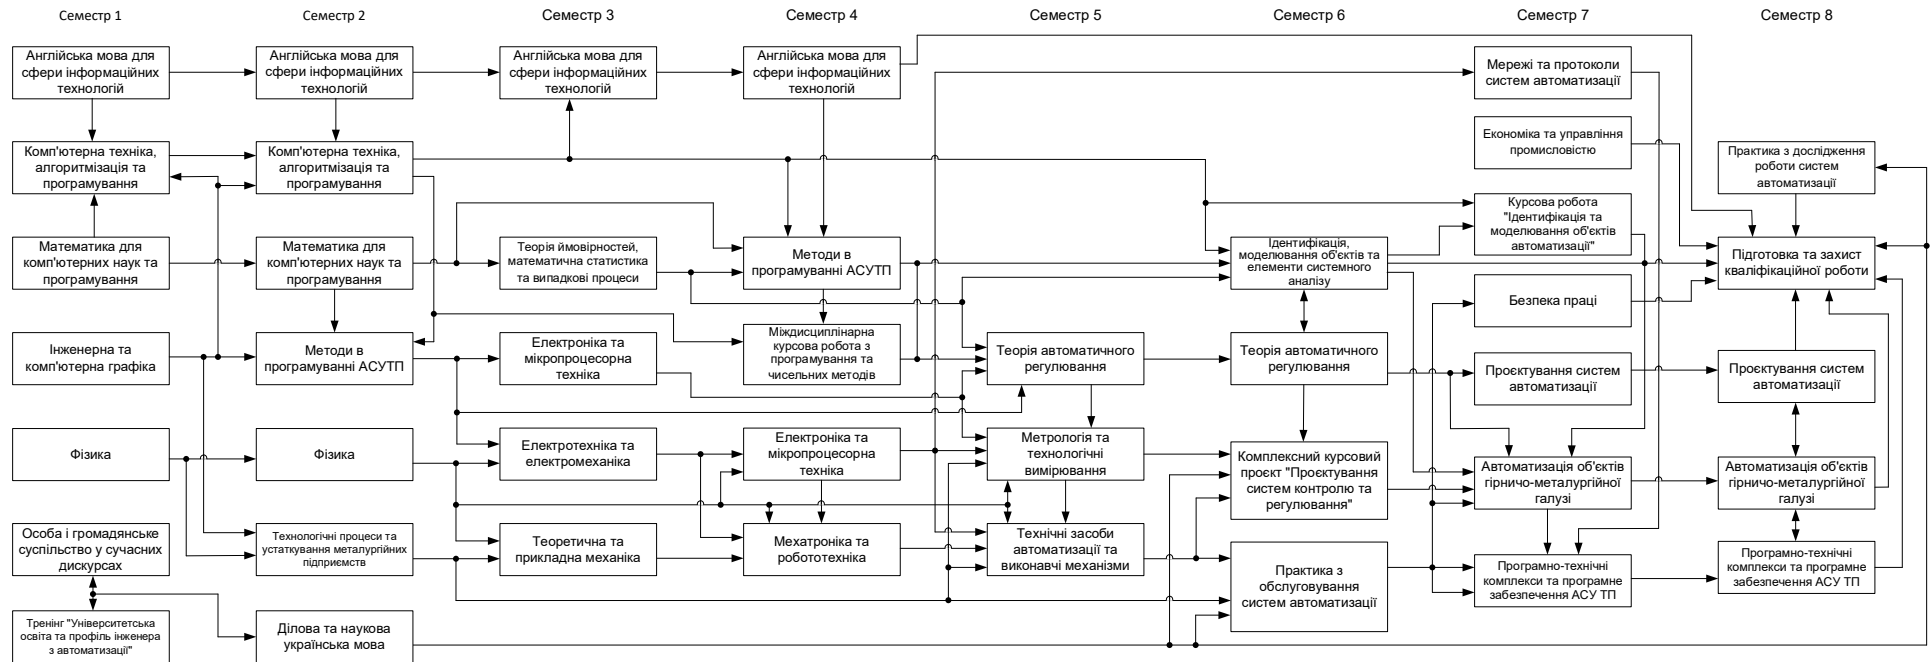 Семестр 1
Семестр 2
Семестр 3
Семестр 4
Семестр 5
Семестр 6
Семестр 7
Семестр 8
Англійська мова для
сфери інформаційних
технологій
Комп'ютерна техніка,
алгоритмізація та
програмування
Математика для
комп'ютерних наук та
програмування
Інженерна та
комп'ютерна графіка
Фізика
Особа і громадянське
суспільство у сучасних
дискурсах
Тренінг "Університетська
освіта та профіль інженера
з автоматизації"
Англійська мова для
сфери інформаційних
технологій
Комп'ютерна техніка,
алгоритмізація та
програмування
Математика для
комп'ютерних наук та
програмування
Методи в
програмуванні АСУТП
Фізика
Технологічні процеси та
устаткування металургійних
підприємств
Ділова та наукова
українська мова
Англійська мова для
сфери інформаційних
технологій
Теорія ймовірностей,
математична статистика
та випадкові процеси
Електроніка та
мікропроцесорна
техніка
Електротехніка та
електромеханіка
Теоретична та
прикладна механіка
Англійська мова для
сфери інформаційних
технологій
Методи в
програмуванні АСУТП
Міждисциплінарна
курсова робота з
програмування та
чисельних методів
Електроніка та
мікропроцесорна
техніка
Мехатроніка та
робототехніка
Теорія автоматичного
регулювання
Метрологія та
технологічні
вимірювання
Технічні засоби
автоматизації та
виконавчі механізми
Ідентифікація,
моделювання об'єктів та
елементи системного
аналізу
Теорія автоматичного
регулювання
Комплексний курсовий
проєкт "Проєктування
систем контролю та
регулювання"
Практика з
обслуговування
систем автоматизації
Мережі та протоколи
систем автоматизації
Економіка та управління
промисловістю
Курсова робота
"Ідентифікація та
моделювання об'єктів
автоматизації"
Безпека праці
Проєктування систем
автоматизації
Автоматизація об'єктів
гірничо-металургійної
галузі
Програмно-технічні
комплекси та програмне
забезпечення АСУ ТП
Практика з дослідження
роботи систем
автоматизації
Підготовка та захист
кваліфікаційної роботи
Проєктування систем
автоматизації
Автоматизація об'єктів
гірничо-металургійної
галузі
Програмно-технічні
комплекси та програмне
забезпечення АСУ ТП